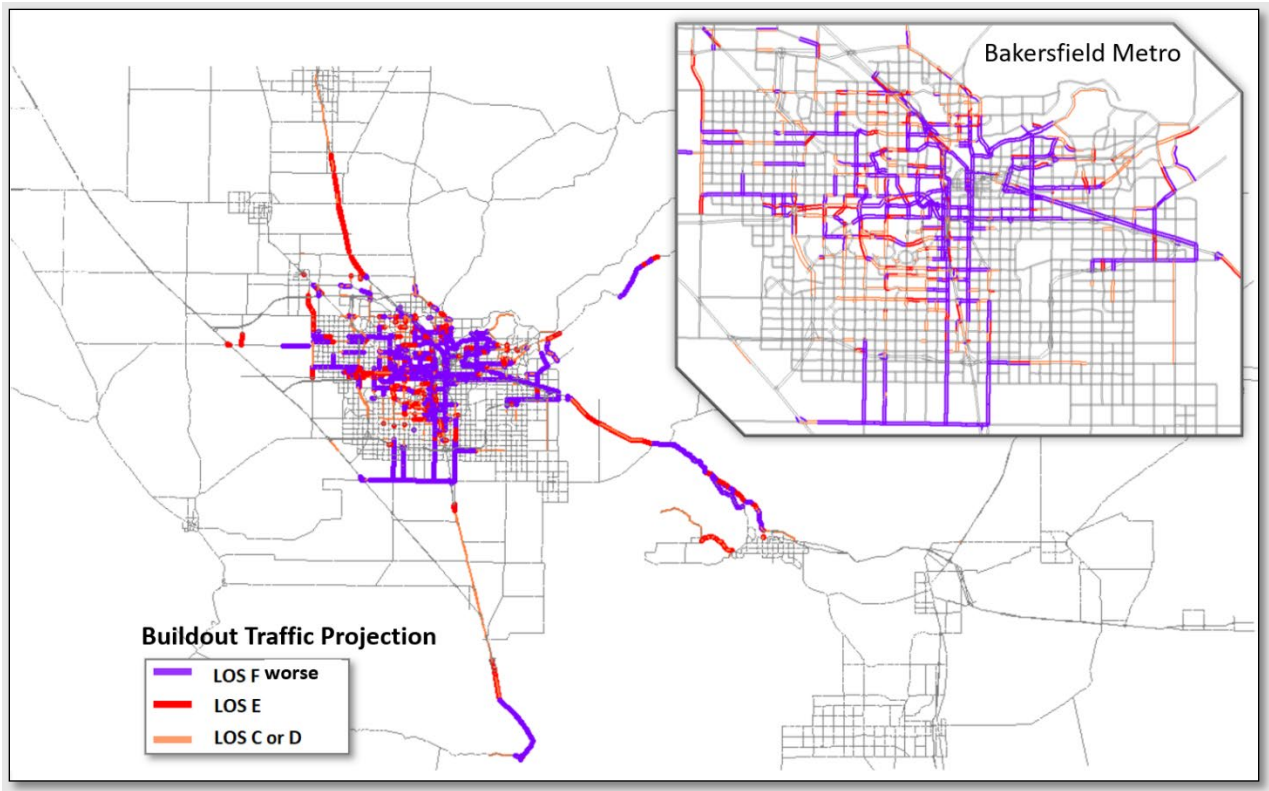 Bakersfield Metro
Buildout Traffic Projection
LOS F worse
LOS E
LOS C or D